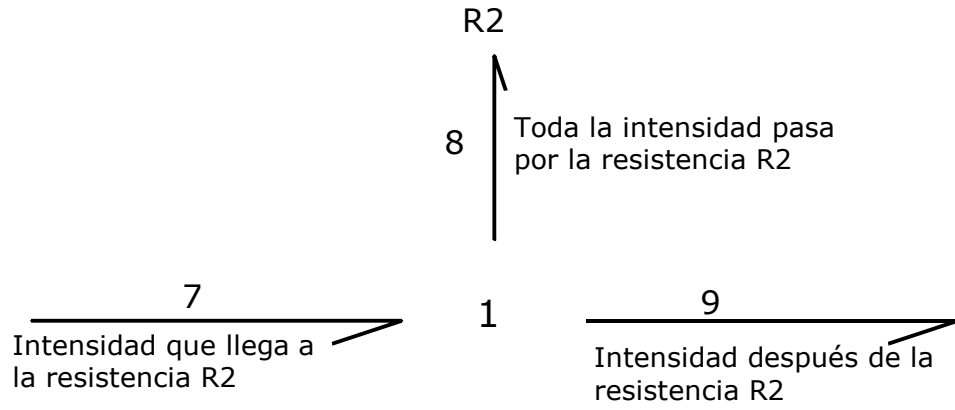 R2
8
Toda la intensidad pasa
por la resistencia R2
7
1
9
Intensidad que llega a
la resistencia R2
Intensidad después de la
resistencia R2